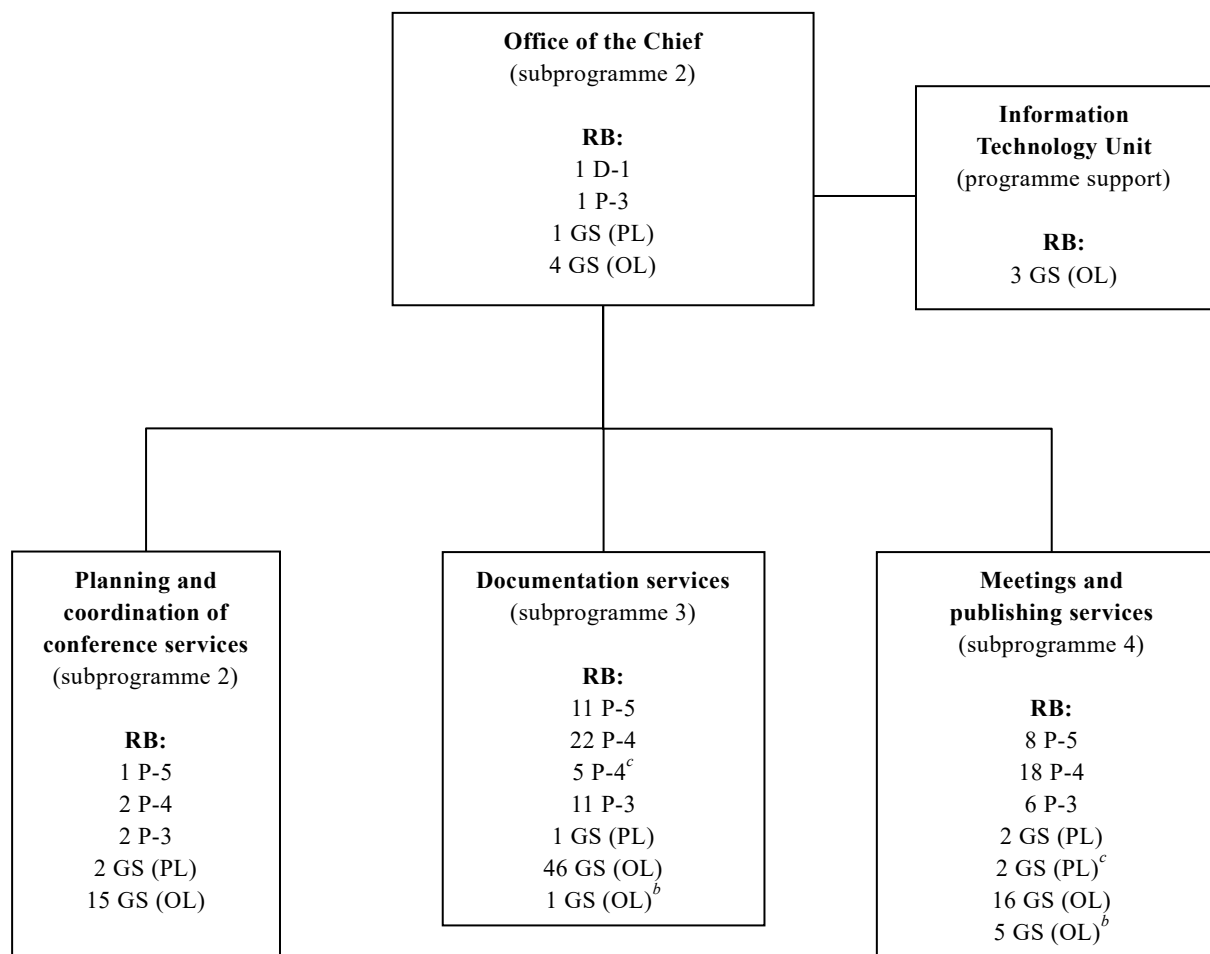 Office of the Chief
(subprogramme 2)
RB:
1 D-1
1 P-3
1 GS (PL)
4 GS (OL)
Information
Technology Unit
(programme support)
RB:
3 GS (OL)
Planning and
coordination of
conference services
(subprogramme 2)
RB:
1 P-5
2 P-4
2 P-3
2 GS (PL)
15 GS (OL)
Documentation services
(subprogramme 3)
RB:
11 P-5
22 P-4
5 P-4c
11 P-3
1 GS (PL)
46 GS (OL)
1 GS (OL)b
Meetings and
publishing services
(subprogramme 4)
RB:
8 P-5
18 P-4
6 P-3
2 GS (PL)
2 GS (PL)c
16 GS (OL)
5 GS (OL)b